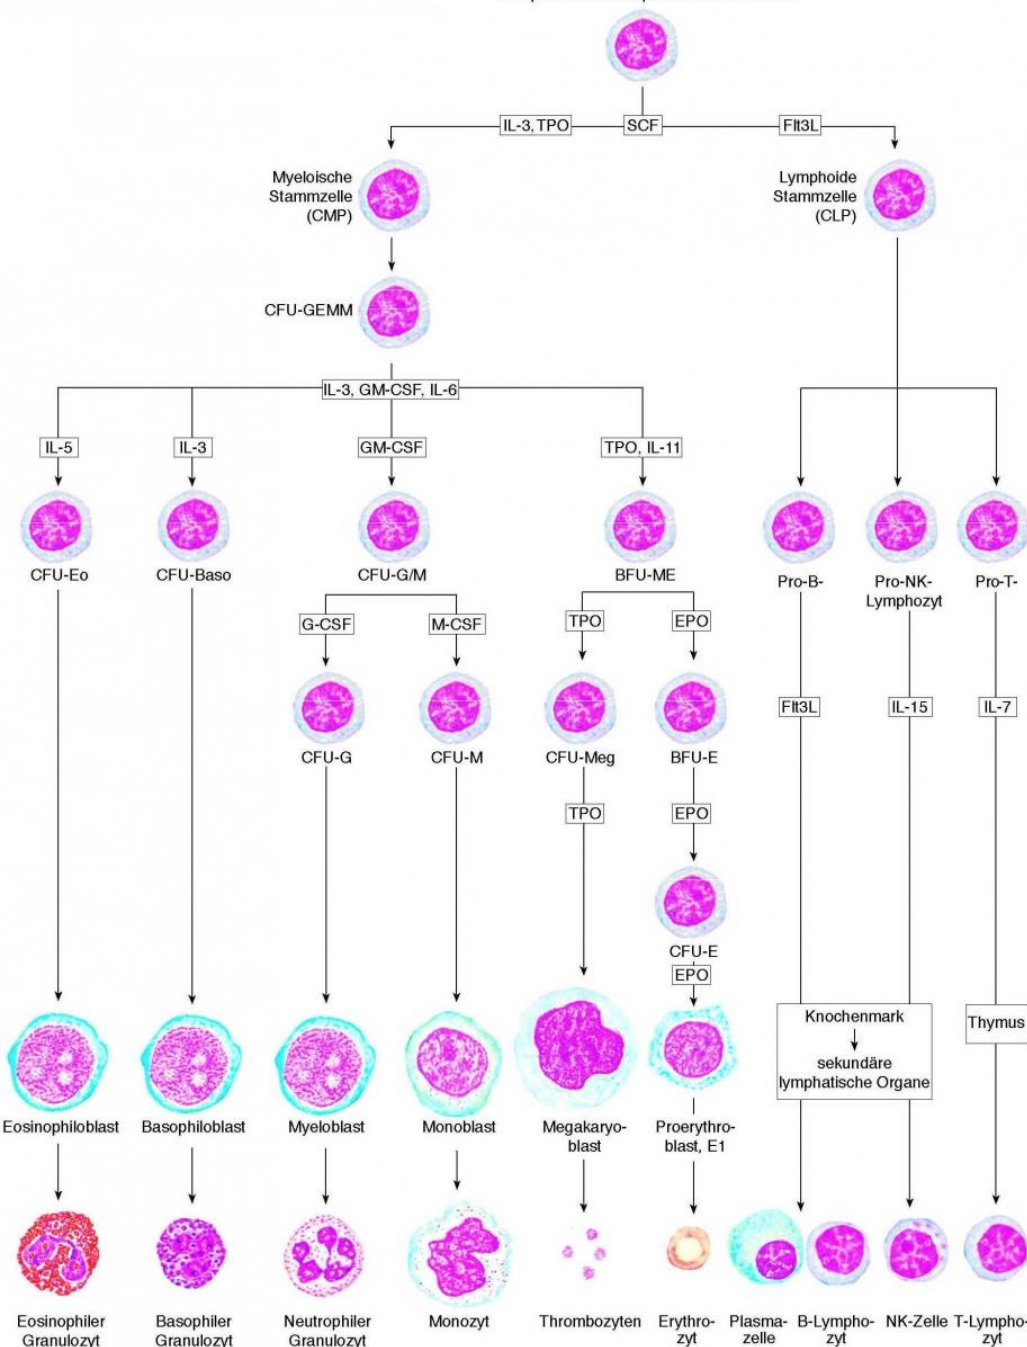 IL-3, TPO
SCF
Flt3L
Myeloische
Stammzelle
(CMP)
Lymphoide
Stammzelle
(CLP)
CFU-GEMM
IL-3, GM-CSF, IL-6
IL-5
IL-3
GM-CSF
TPO, IL-11
CFU-Eo
CFU-Baso
CFU-G/M
BFU-ME
Pro-B-
Pro-NK-
Lymphozyt
Pro-T-
G-CSF
M-CSF
TPO
EPO
Flt3L
IL-15
IL-7
CFU-G
CFU-M
CFU-Meg
BFU-E
TPO
EPO
CFU-E
EPO
Knochenmark
sekundäre
lymphatische Organe
Thymus
Eosinophiloblast
Basophiloblast
Myeloblast
Monoblast
Megakaryo-
blast
Proerythro-
blast, E1
Eosinophiler
Granulozyt
Basophiler
Granulozyt
Neutrophiler
Granulozyt
Monozyt
Thrombozyten
Erythro-
zyt
Plasma-
zelle
B-Lympho-
zyt
NK-Zelle
T-Lympho-
zyt